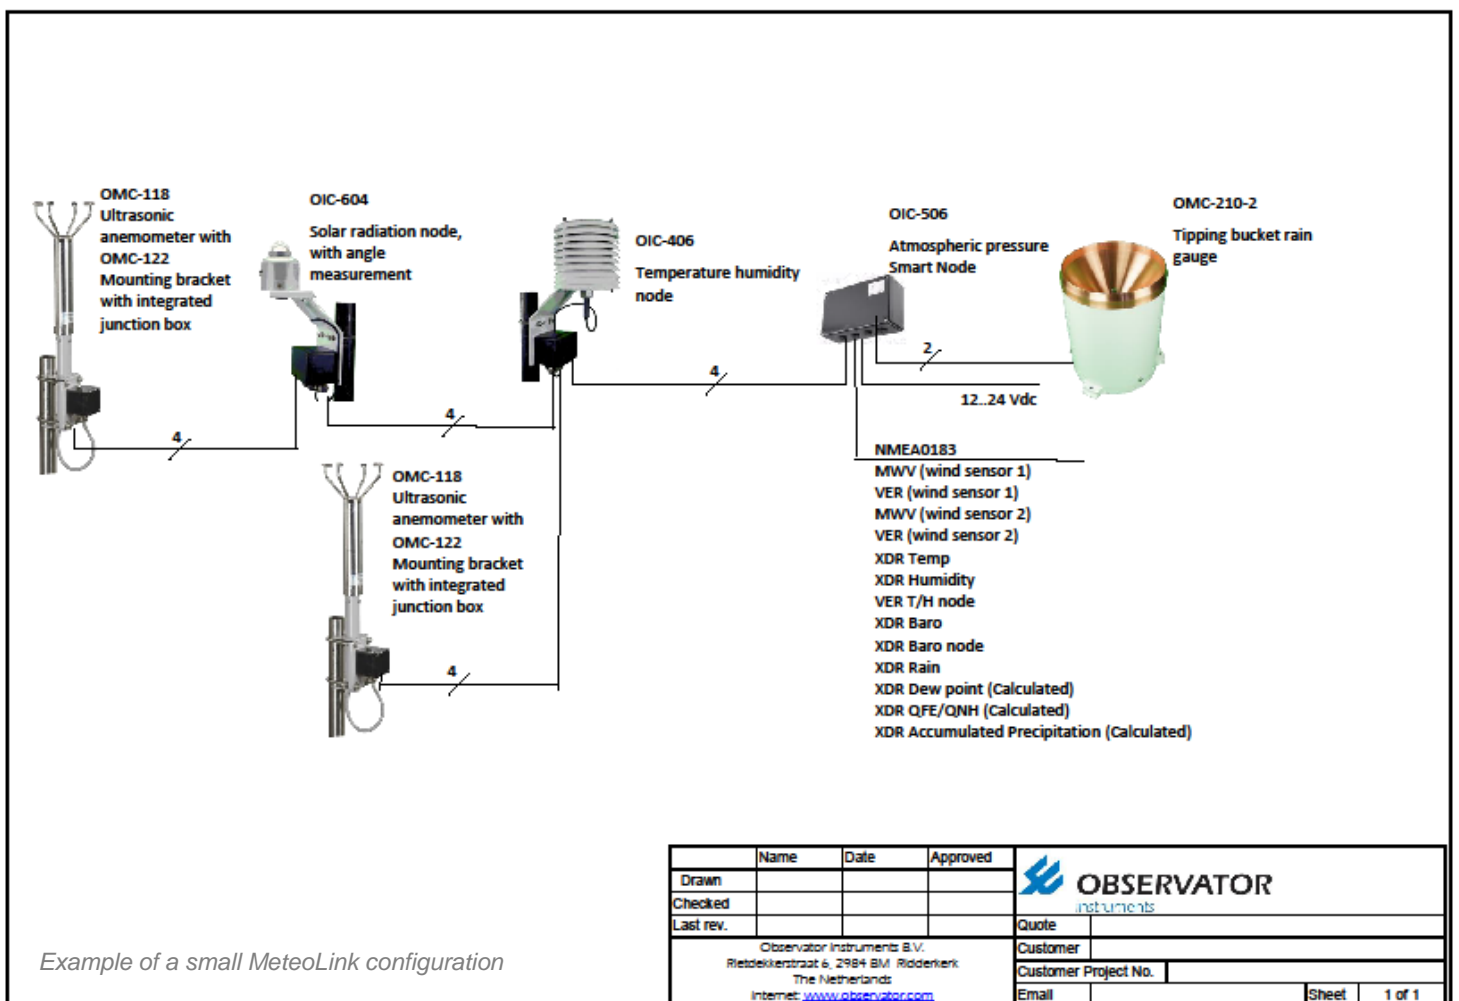 OMC-118
Ultrasonic
anemometer with
OMC-122
Mounting bracket
with integrated
junction box
OIC-604
Solar radiation node,
with angle
measurement
OIC-406
Temperature humidity
node
OIC-506
Atmospheric pressure
Smart Node
OMC-210-2
Tipping bucket rain
gauge
4
4
4
2
12..24 Vdc
OMC-118
Ultrasonic
anemometer with
OMC-122
Mounting bracket
with integrated
junction box
4
NMEA0183
MWV (wind sensor 1)
VER (wind sensor 1)
MWV (wind sensor 2)
VER (wind sensor 2)
XDR Temp
XDR Humidity
VER T/H node
XDR Baro
XDR Baro node
XDR Rain
XDR Dew point (Calculated)
XDR QFE/QNH (Calculated)
XDR Accumulated Precipitation (Calculated)
Example of a small MeteoLink configuration
Name Date Approved
Drawn
Checked
Last rev.
Observator Instruments B.V.
Rietdekkerstraat 6, 2984 BM Ridderkerk
The Netherlands
Internet: www.observator.com
OBSERVATOR
instruments
Quote
Customer
Customer Project No.
Email
Sheet 1 of 1